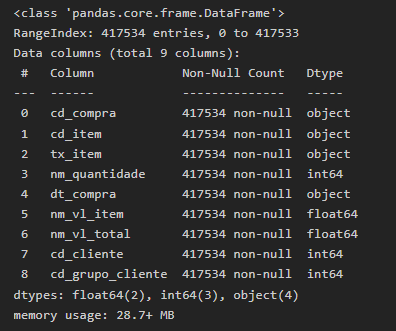 <class 'pandas.core.frame.DataFrame'>
RangeIndex: 417534 entries, 0 to 417533
Data columns (total 9 columns):
 #   Column            Non-Null Count   Dtype
---  ------            --------------   -----
 0   cd_compra         417534 non-null  object
 1   cd_item           417534 non-null  object
 2   tx_item           417534 non-null  object
 3   nm_quantidade     417534 non-null  int64
 4   dt_compra         417534 non-null  object
 5   nm_vl_item        417534 non-null  float64
 6   nm_vl_total       417534 non-null  float64
 7   cd_cliente        417534 non-null  int64
 8   cd_grupo_cliente  417534 non-null  int64
dtypes: float64(2), int64(3), object(4)
memory usage: 28.7+ MB